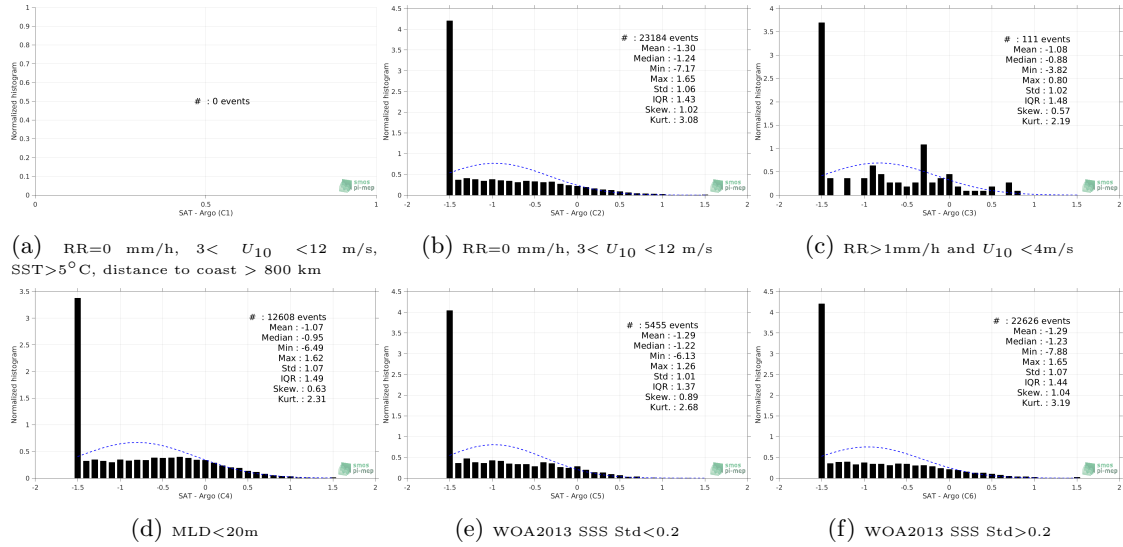 1
0.9
0.8
0.7
0.6
0.5
0.4
0.3
0.2
0.1
0
Normalized histogram
# : 0 events
smos
pi-mep
0 0.5 1
SAT - Argo (C1)
(a) RR=0 mm/h, 3< U10 <12 m/s,
SST>5°C, distance to coast > 800 km
4.5
4
3.5
3
2.5
2
1.5
1
0.5
0
Normalized histogram
# : 23184 events
Mean : -1.30
Median : -1.24
Min : -7.17
Max : 1.65
Std : 1.06
IQR : 1.43
Skew. : 1.02
Kurt. : 3.08
smos
pi-mep
-2 -1.5 -1 -0.5 0 0.5 1 1.5 2
SAT - Argo (C2)
(b) RR=0 mm/h, 3< U10 <12 m/s
4
3.5
3
2.5
2
1.5
1
0.5
0
Normalized histogram
# : 111 events
Mean : -1.08
Median : -0.88
Min : -3.82
Max : 0.80
Std : 1.02
IQR : 1.48
Skew. : 0.57
Kurt. : 2.19
smos
pi-mep
-2 -1.5 -1 -0.5 0 0.5 1 1.5 2
SAT - Argo (C3)
(c) RR>1mm/h and U10 <4m/s
3.5
3
2.5
2
1.5
1
0.5
0
Normalized histogram
# : 12608 events
Mean : -1.07
Median : -0.95
Min : -6.49
Max : 1.62
Std : 1.07
IQR : 1.49
Skew. : 0.63
Kurt. : 2.31
smos
pi-mep
-2 -1.5 -1 -0.5 0 0.5 1 1.5 2
SAT - Argo (C4)
(d) MLD<20m
4.5
4
3.5
3
2.5
2
1.5
1
0.5
0
Normalized histogram
# : 5455 events
Mean : -1.29
Median : -1.22
Min : -6.13
Max : 1.26
Std : 1.01
IQR : 1.37
Skew. : 0.89
Kurt. : 2.68
smos
pi-mep
-2 -1.5 -1 -0.5 0 0.5 1 1.5 2
SAT - Argo (C5)
(e) WOA2013 SSS Std<0.2
4.5
4
3.5
3
2.5
2
1.5
1
0.5
0
Normalized histogram
# : 22626 events
Mean : -1.29
Median : -1.23
Min : -7.88
Max : 1.65
Std : 1.07
IQR : 1.44
Skew. : 1.04
Kurt. : 3.19
smos
pi-mep
-2 -1.5 -1 -0.5 0 0.5 1 1.5 2
SAT - Argo (C6)
(f) WOA2013 SSS Std>0.2